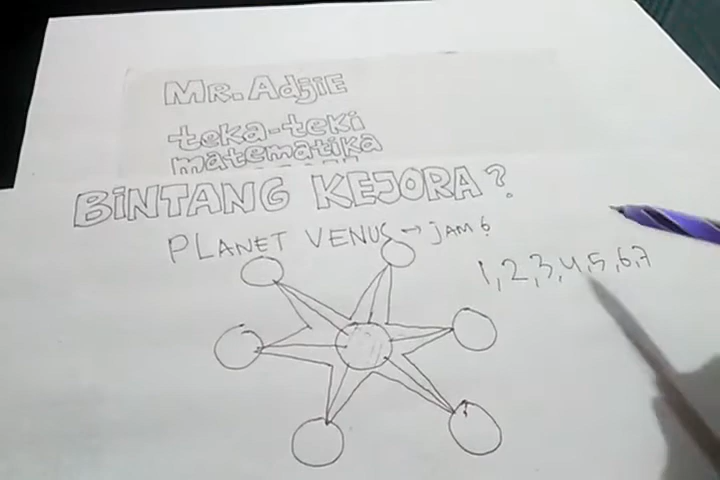 MR. AdjiE
teka-teki
matematika
BiNTANG KEJORA?
PLANET VENUS → jAM 6
1,2,3,4,5,6,7